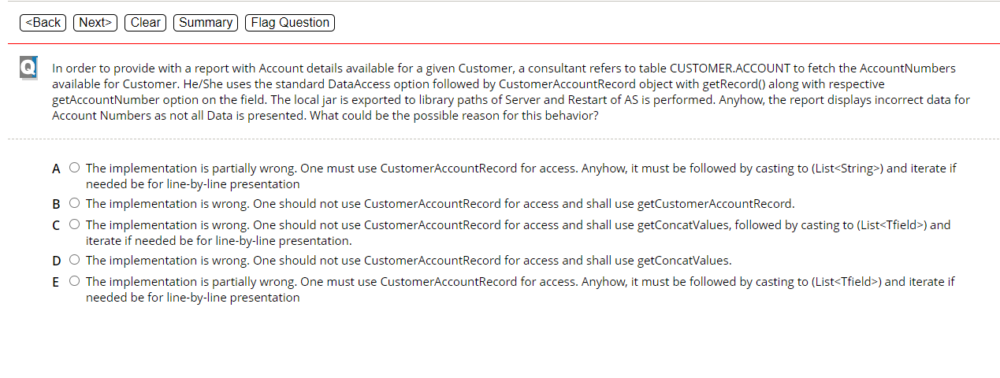 <Back Next> Clear Summary Flag Question
Q In order to provide with a report with Account details available for a given Customer, a consultant refers to table CUSTOMER.ACCOUNT to fetch the AccountNumbers
available for Customer. He/She uses the standard DataAccess option followed by CustomerAccountRecord object with getRecord() along with respective
getAccountNumber option on the field. The local jar is exported to library paths of Server and Restart of AS is performed. Anyhow, the report displays incorrect data for
Account Numbers as not all Data is presented. What could be the possible reason for this behavior?
A The implementation is partially wrong. One must use CustomerAccountRecord for access. Anyhow, it must be followed by casting to (List<String>) and iterate if
needed be for line-by-line presentation
B The implementation is wrong. One should not use CustomerAccountRecord for access and shall use getCustomerAccountRecord.
C The implementation is wrong. One should not use CustomerAccountRecord for access and shall use getConcatValues, followed by casting to (List<Tfield>) and
iterate if needed be for line-by-line presentation.
D The implementation is wrong. One should not use CustomerAccountRecord for access and shall use getConcatValues.
E The implementation is partially wrong. One must use CustomerAccountRecord for access. Anyhow, it must be followed by casting to (List<Tfield>) and iterate if
needed be for line-by-line presentation